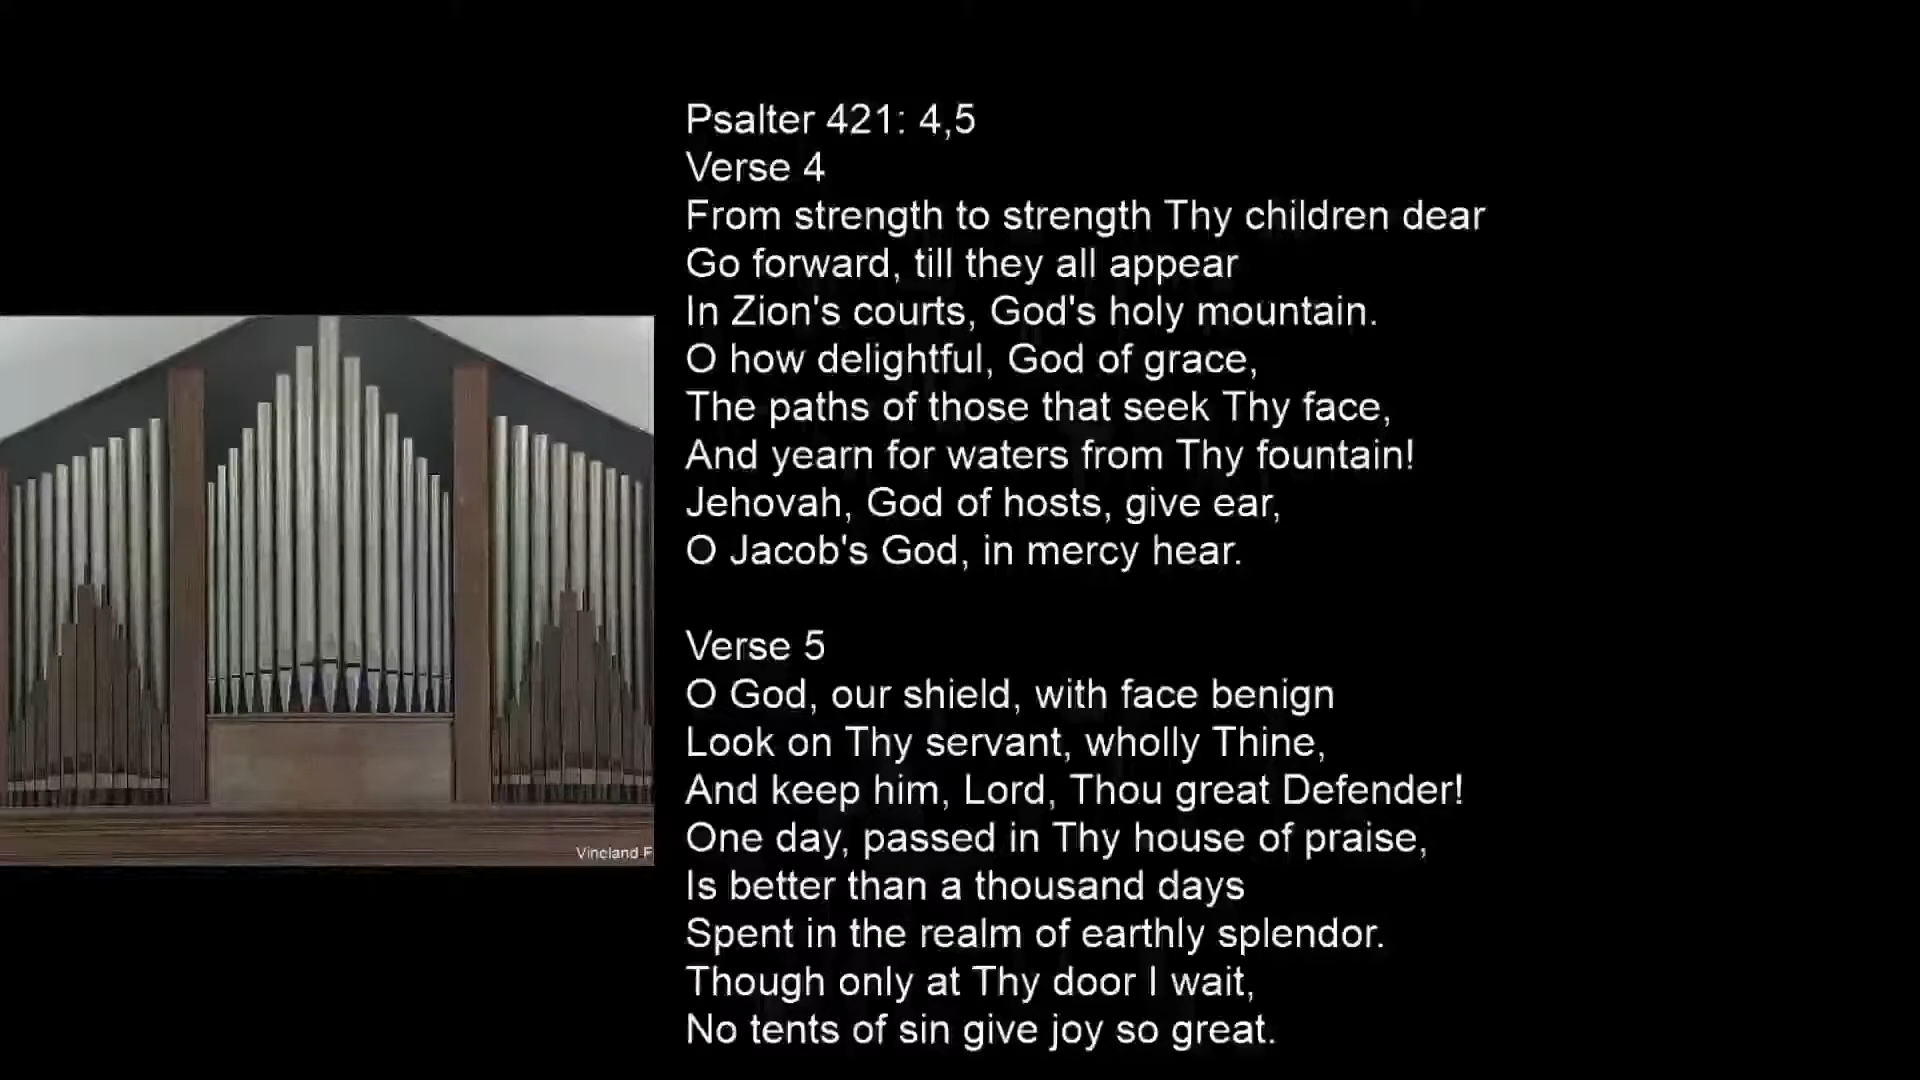 Psalter 421: 4,5
Verse 4
From strength to strength Thy children dear
Go forward, till they all appear
In Zion's courts, God's holy mountain.
O how delightful, God of grace,
The paths of those that seek Thy face,
And yearn for waters from Thy fountain!
Jehovah, God of hosts, give ear,
O Jacob's God, in mercy hear.
Verse 5
O God, our shield, with face benign
Look on Thy servant, wholly Thine,
And keep him, Lord, Thou great Defender!
One day, passed in Thy house of praise,
Is better than a thousand days
Spent in the realm of earthly splendor.
Though only at Thy door I wait,
No tents of sin give joy so great.
Vineland F